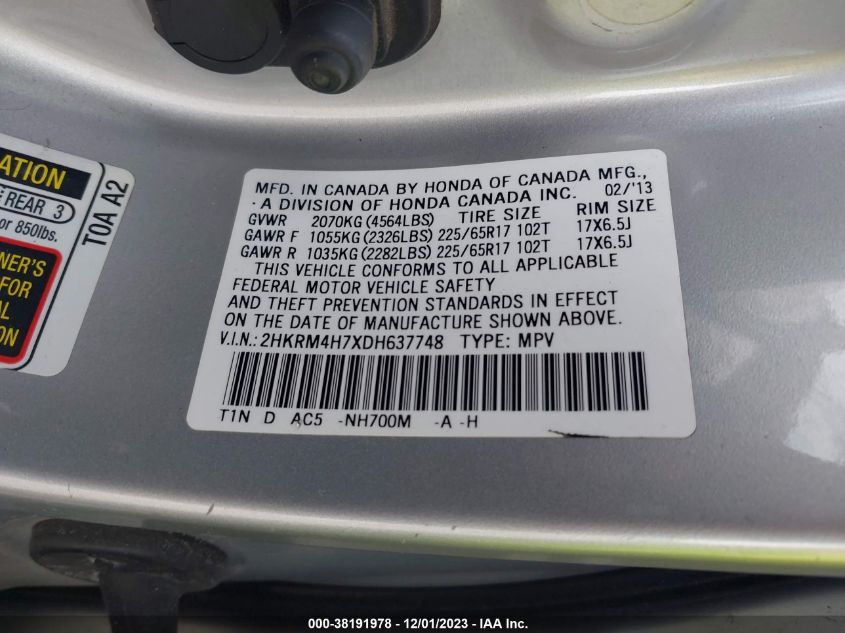 ATION
REAR 3
or 850lbs.
NER'S
FOR
AL
ON
TOA A2
MFD. IN CANADA BY HONDA OF CANADA MFG.,
A DIVISION OF HONDA CANADA INC. 02/'13
GVWR 2070KG (4564LBS) TIRE SIZE RIM SIZE
GAWR F 1055KG (2326LBS) 225/65R17 102T 17X6.5J
GAWR R 1035KG (2282LBS) 225/65R17 102T 17X6.5J
THIS VEHICLE CONFORMS TO ALL APPLICABLE
FEDERAL MOTOR VEHICLE SAFETY
AND THEFT PREVENTION STANDARDS IN EFFECT
ON THE DATE OF MANUFACTURE SHOWN ABOVE.
V.I.N.: 2HKRM4H7XDH637748 TYPE: MPV
T1N D AC5 -NH700M -A -H
000-38191978 - 12/01/2023 - IAA Inc.